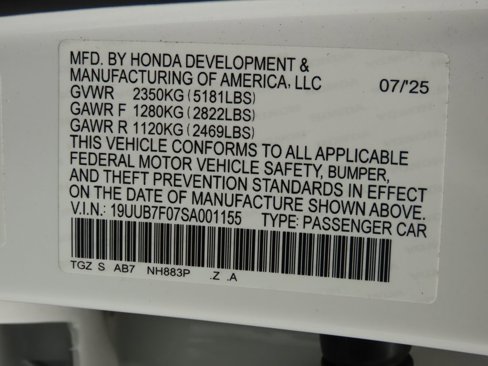 MFD. BY HONDA DEVELOPMENT &
MANUFACTURING OF AMERICA, LLC 07/'25
GVWR 2350KG (5181LBS)
GAWR F 1280KG (2822LBS)
GAWR R 1120KG (2469LBS)
THIS VEHICLE CONFORMS TO ALL APPLICABLE
FEDERAL MOTOR VEHICLE SAFETY, BUMPER,
AND THEFT PREVENTION STANDARDS IN EFFECT
ON THE DATE OF MANUFACTURE SHOWN ABOVE.
V.I.N.: 19UUB7F07SA001155 TYPE: PASSENGER CAR
TGZ S AB7 NH883P .Z .A